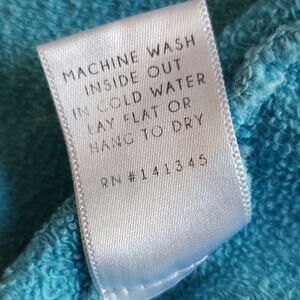 MACHINE WASH
INSIDE OUT
IN COLD WATER
LAY FLAT OR
HANG TO DRY
RN #141345